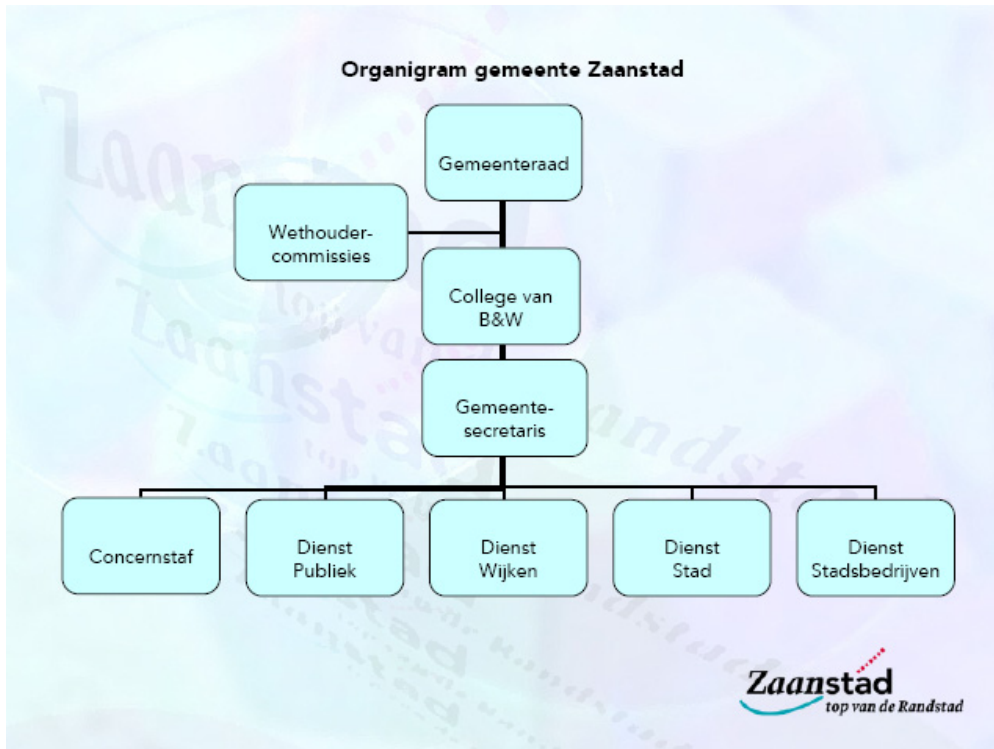 Organigram gemeente Zaanstad
Gemeenteraad
Wethouder-
commissies
College van
B&W
Gemeente-
secretaris
Concernstaf
Dienst
Publiek
Dienst
Wijken
Dienst
Stad
Dienst
Stadsbedrijven
Zaanstad
top van de Randstad